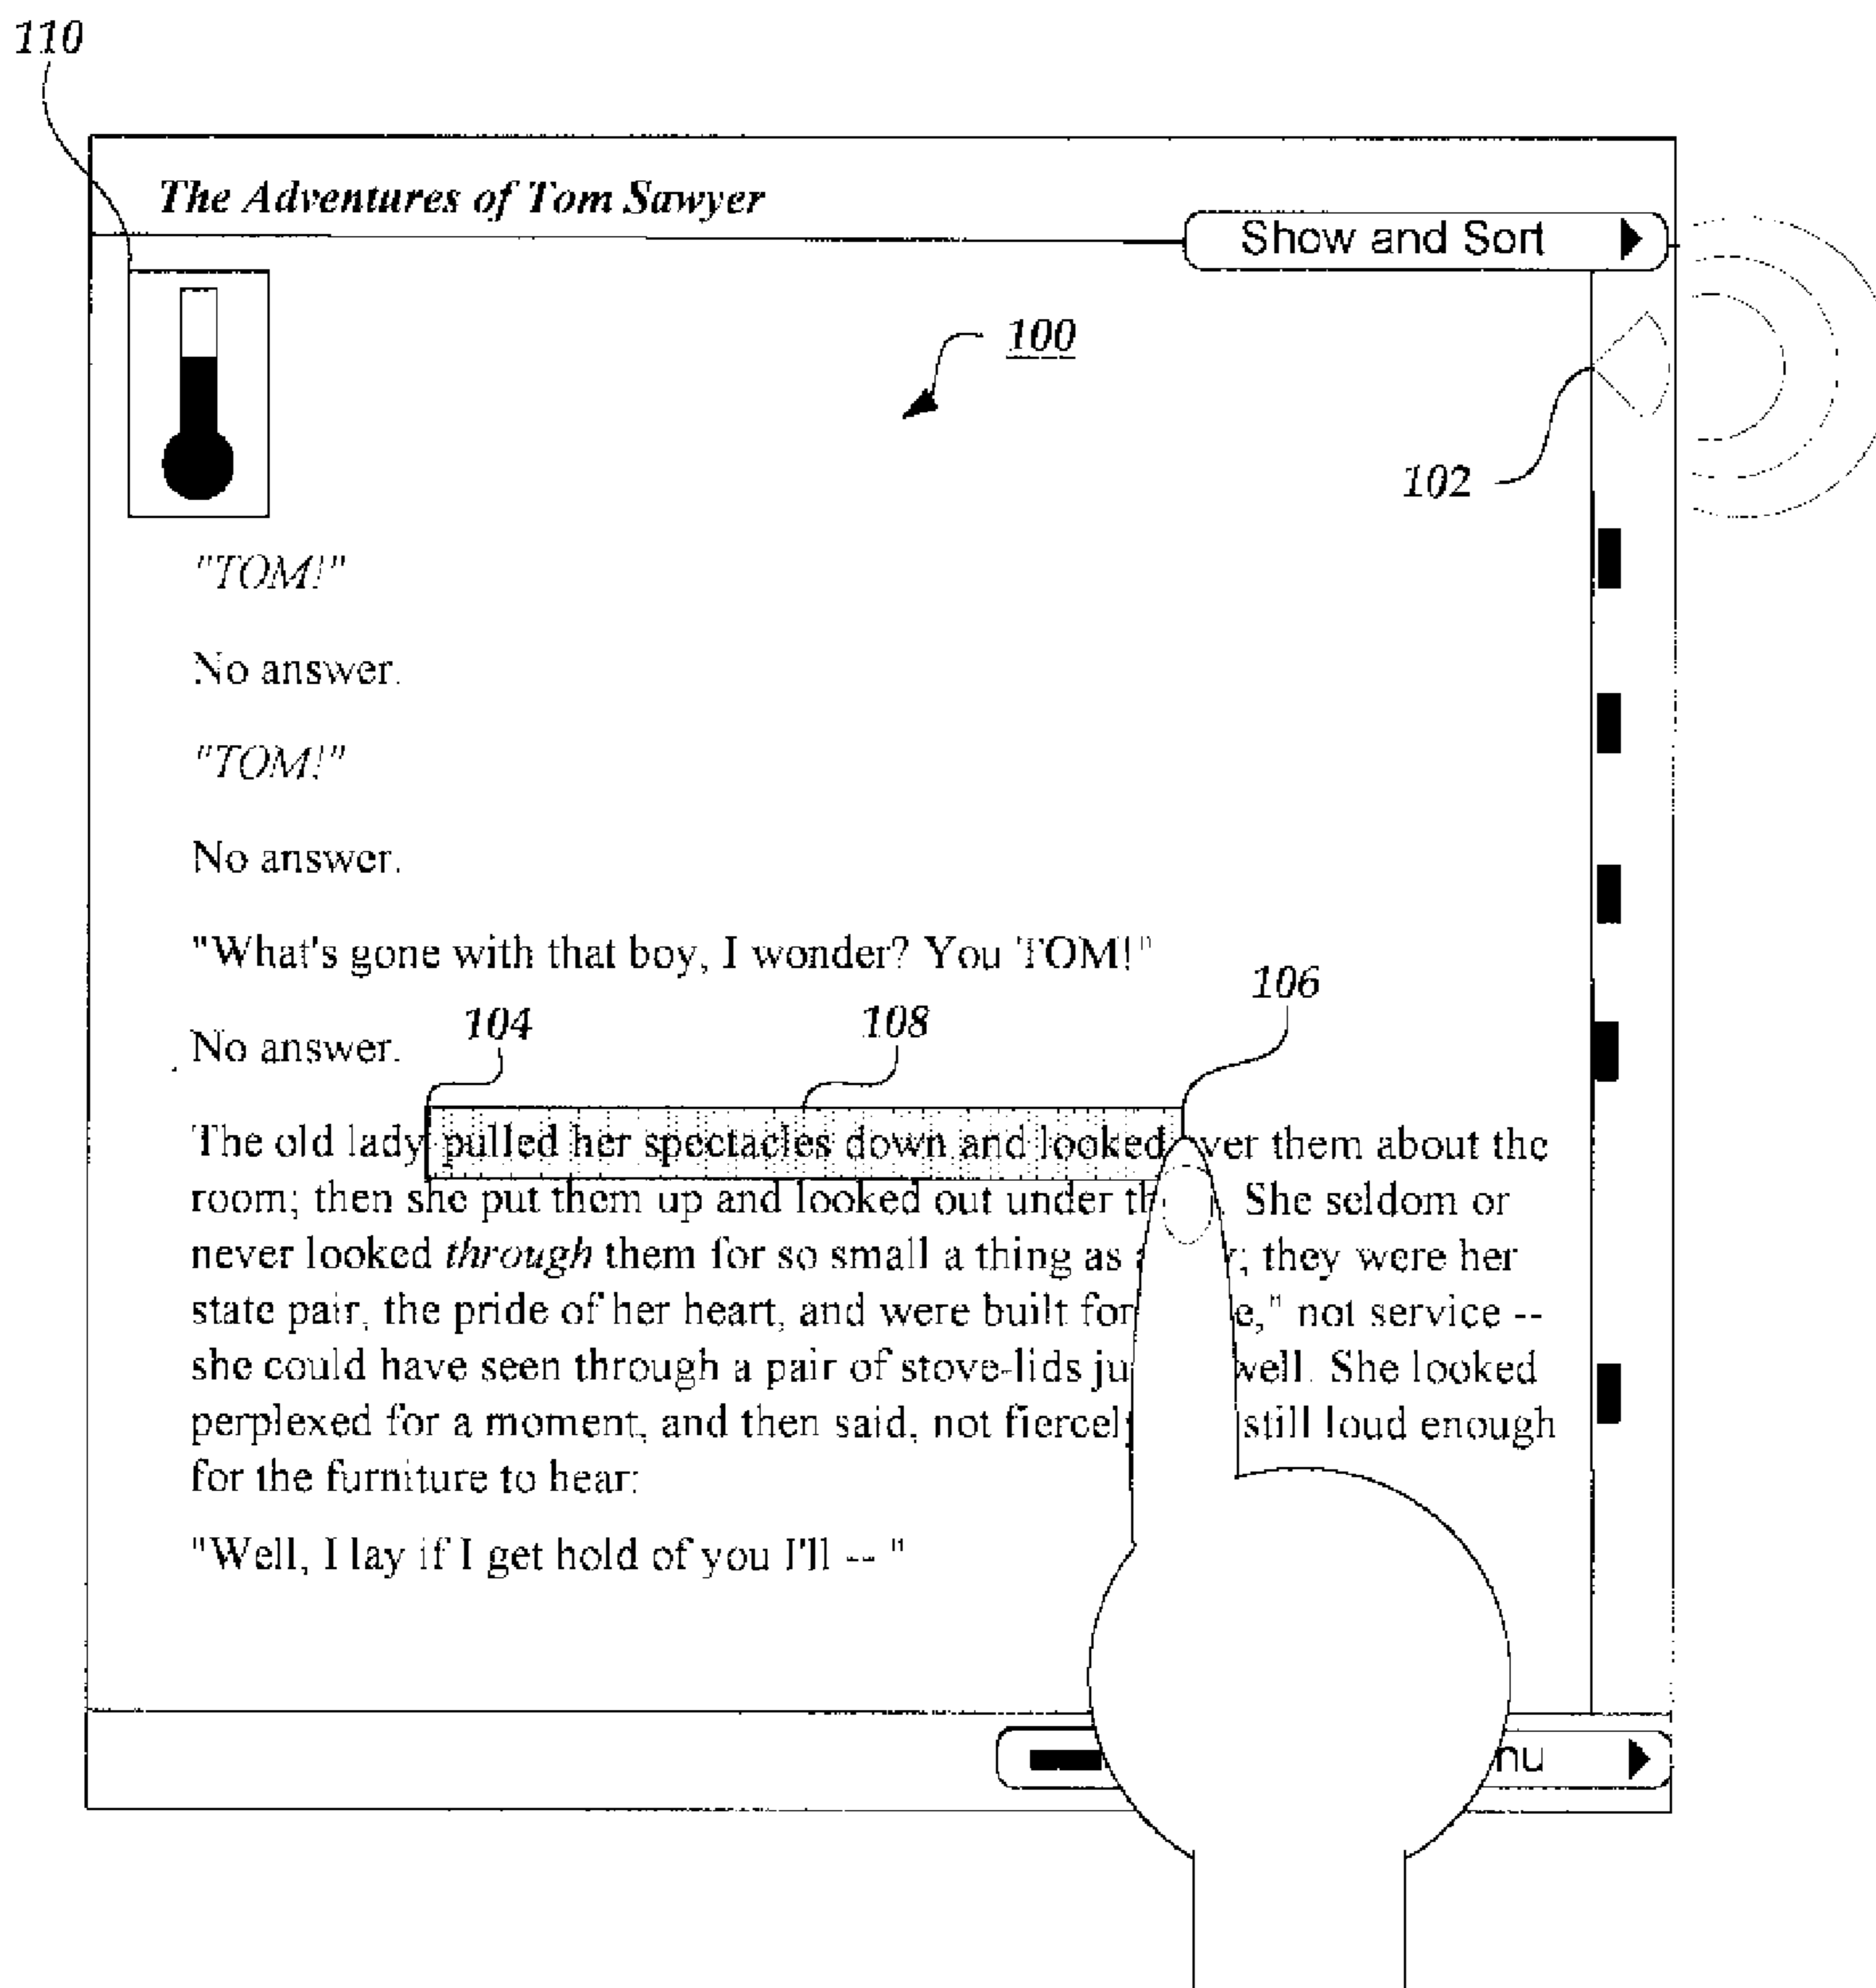 110
The Adventures of Tom Sawyer
Show and Sort
100
102
"TOM!"
No answer.
"TOM!"
No answer.
"What's gone with that boy, I wonder? You TOM!"
106
104 108
No answer.
The old lady pulled her spectacles down and looked over them about the
room; then she put them up and looked out under th She seldom or
never looked through them for so small a thing as a ; they were her
state pair, the pride of her heart, and were built for e," not service --
she could have seen through a pair of stove-lids ju well. She looked
perplexed for a moment, and then said, not fiercel still loud enough
for the furniture to hear:
"Well, I lay if I get hold of you I'll -- "
nu